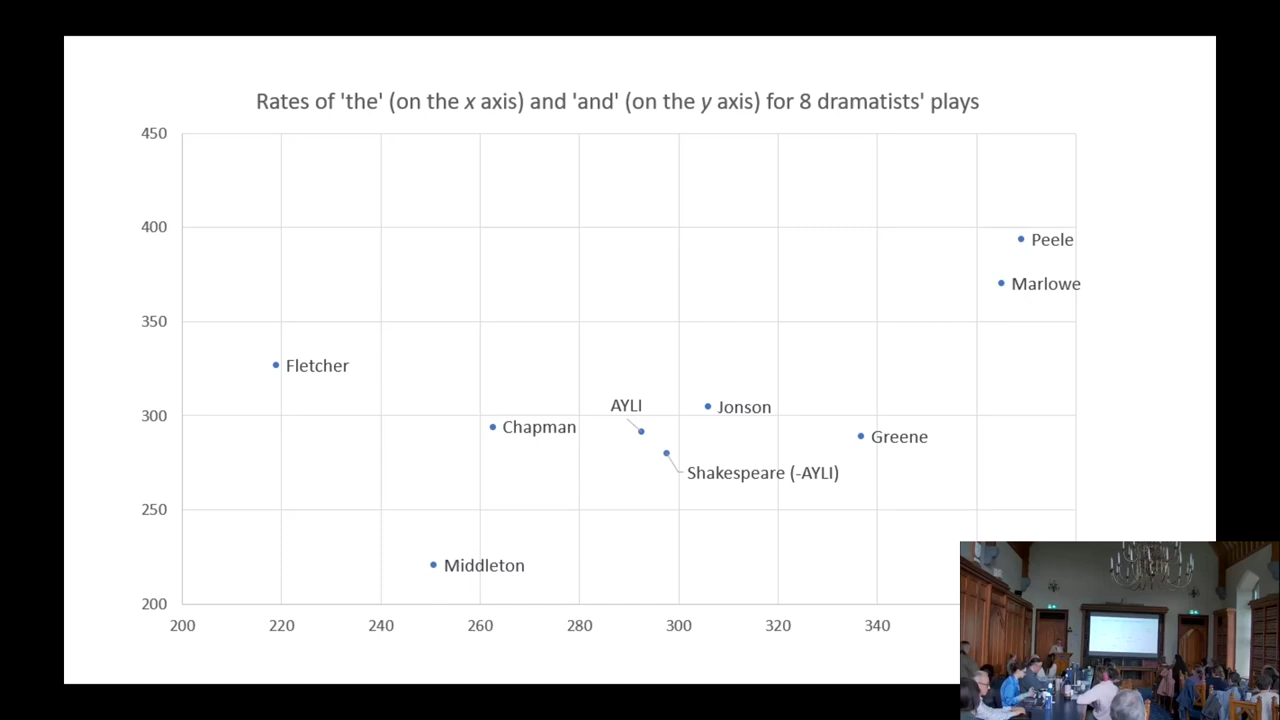 Rates of 'the' (on the x axis) and 'and' (on the y axis) for 8 dramatists' plays
450
400
350
300
250
200
Peele
Marlowe
Fletcher
AYLI
Jonson
Chapman
Greene
Shakespeare (-AYLI)
Middleton
200 220 240 260 280 300 320 340